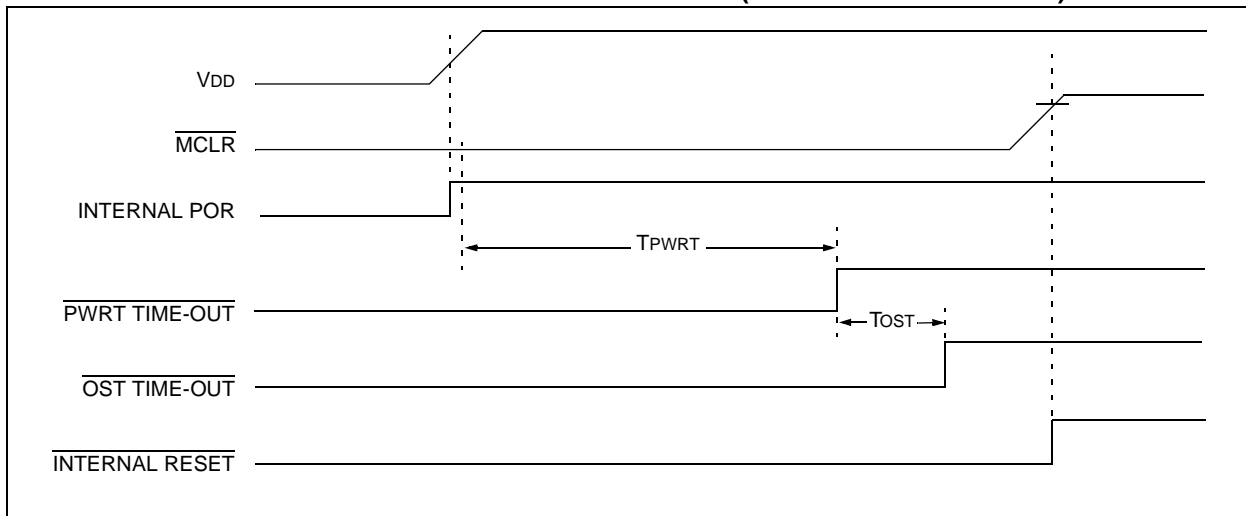 VDD
MCLR
INTERNAL POR
TPWRT
PWRT TIME-OUT
TOST
OST TIME-OUT
INTERNAL RESET